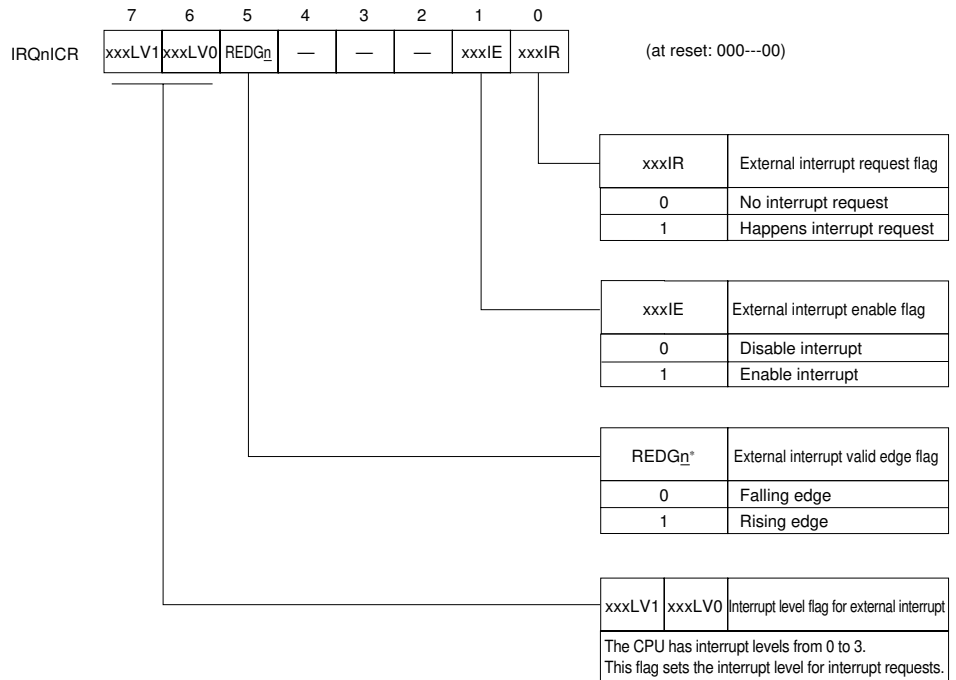 7 6 5 4 3 2 1 0
IRQnICR xxxLV1 xxxLV0 REDGn — — — xxxIE xxxIR (at reset: 000---00)
xxxIR External interrupt request flag
0 No interrupt request
1 Happens interrupt request
xxxIE External interrupt enable flag
0 Disable interrupt
1 Enable interrupt
REDGn* External interrupt valid edge flag
0 Falling edge
1 Rising edge
xxxLV1 xxxLV0 Interrupt level flag for external interrupt
The CPU has interrupt levels from 0 to 3.
This flag sets the interrupt level for interrupt requests.